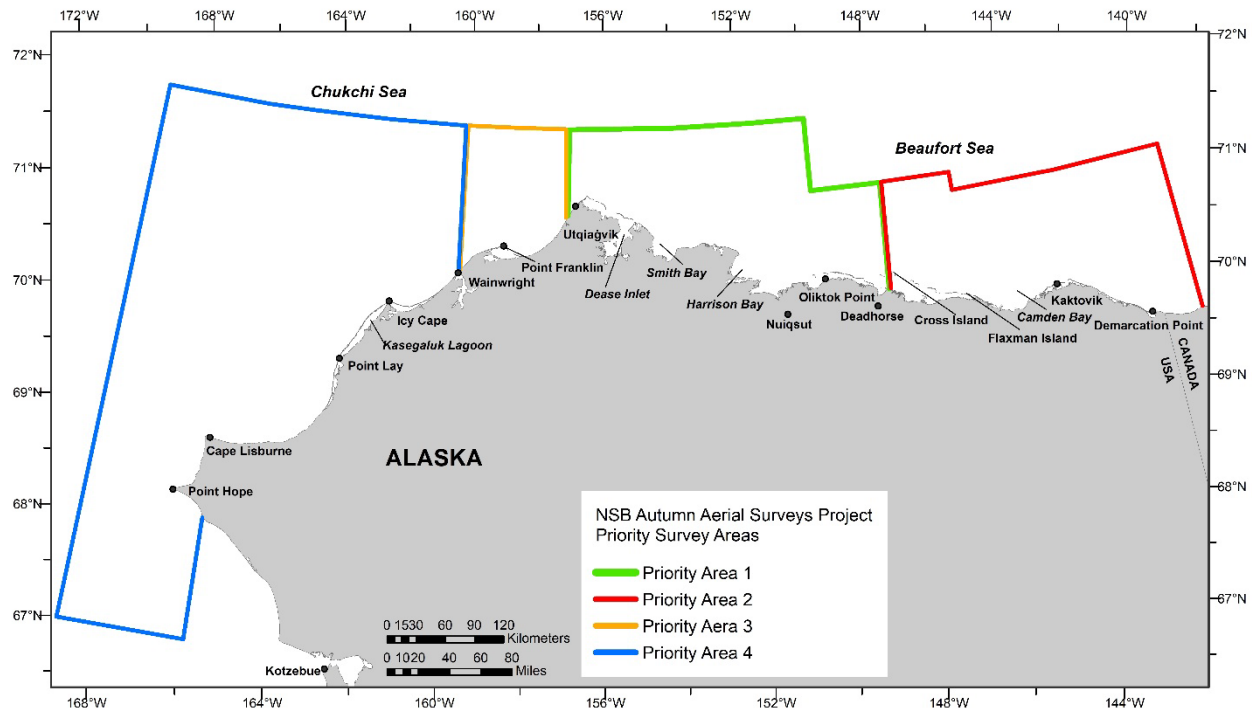 172°W 168°W 164°W 160°W 156°W 152°W 148°W 144°W 140°W
72°N 72°N
Chukchi Sea
71°N 71°N
Beaufort Sea
Utqiaġvik
70°N 70°N
Point Franklin
Smith Bay
Wainwright
Dease Inlet
Harrison Bay
Oliktok Point
Kaktovik
Icy Cape
Nuiqsut
Deadhorse
Cross Island
Camden Bay
Demarcation Point
Kasegaluk Lagoon
Flaxman Island
69°N 69°N
Point Lay
CANADA
USA
Cape Lisburne
ALASKA
68°N 68°N
Point Hope
NSB Autumn Aerial Surveys Project
Priority Survey Areas
Priority Area 1
67°N 67°N
Priority Area 2
0 1530 60 90 120
Kilometers
Priority Aera 3
0 1020 40 60 80
Miles
Priority Area 4
Kotzebue
168°W 164°W 160°W 156°W 152°W 148°W 144°W